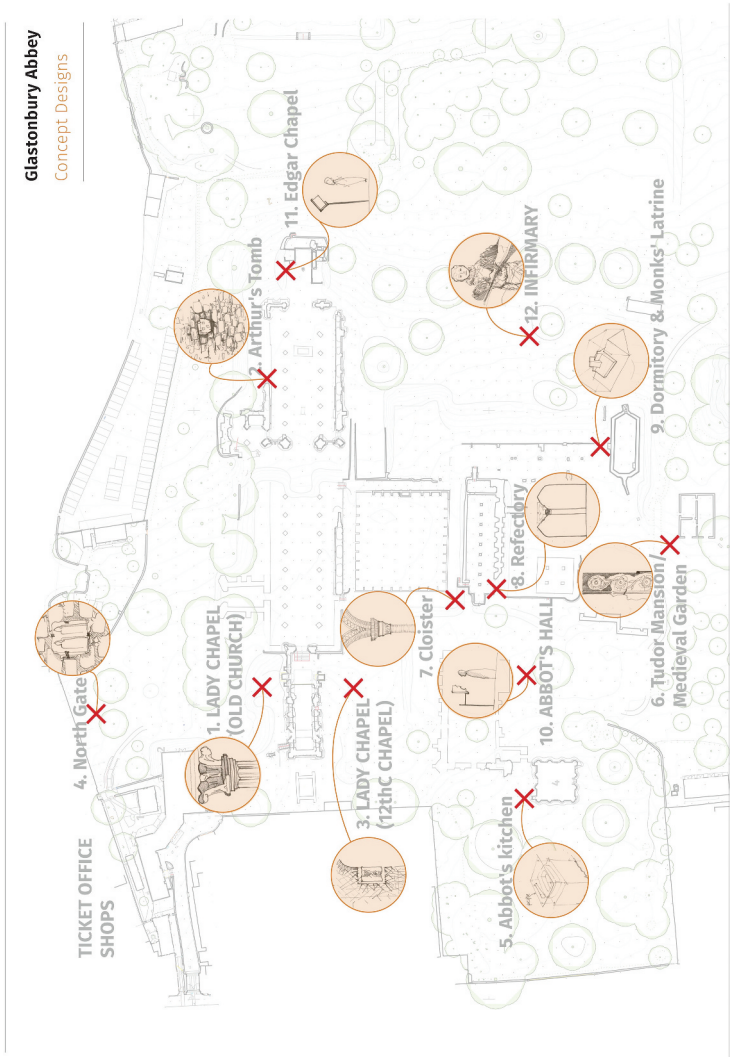 Glastonbury Abbey
Concept Designs
TICKET OFFICE
SHOPS
4. North Gate
1. LADY CHAPEL
(OLD CHURCH)
2. Arthur's Tomb
11. Edgar Chapel
3. LADY CHAPEL
(12thC CHAPEL)
7. Cloister
8. Refectory
12. INFIRMARY
5. Abbot's kitchen
10. ABBOT'S HALL
6. Tudor Mansion/
Medieval Garden
9. Dormitory & Monks' Latrine